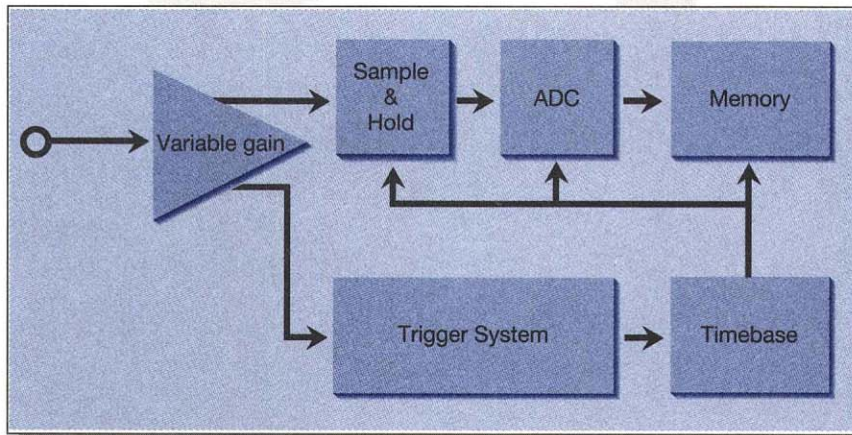 Variable gain
Sample
&
Hold
ADC
Memory
Trigger System
Timebase